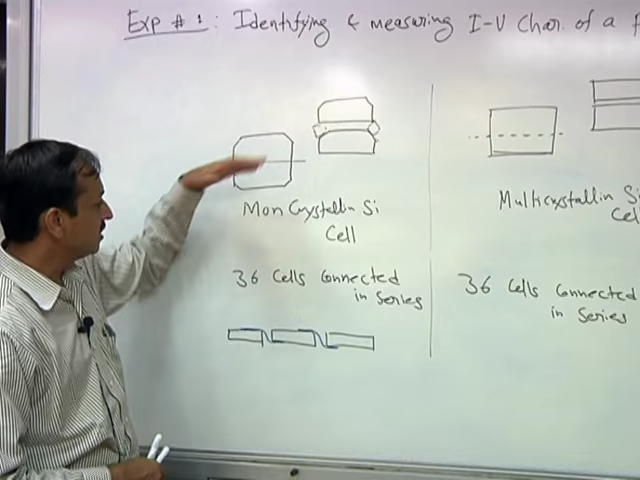 Exp # 1: Identifying & measuring I-V Char. of a
Mon Crystallin Si
Cell
36 Cells Connected
in Series
Multicrystallin Si
Cel
36 Cells Connected
in Series